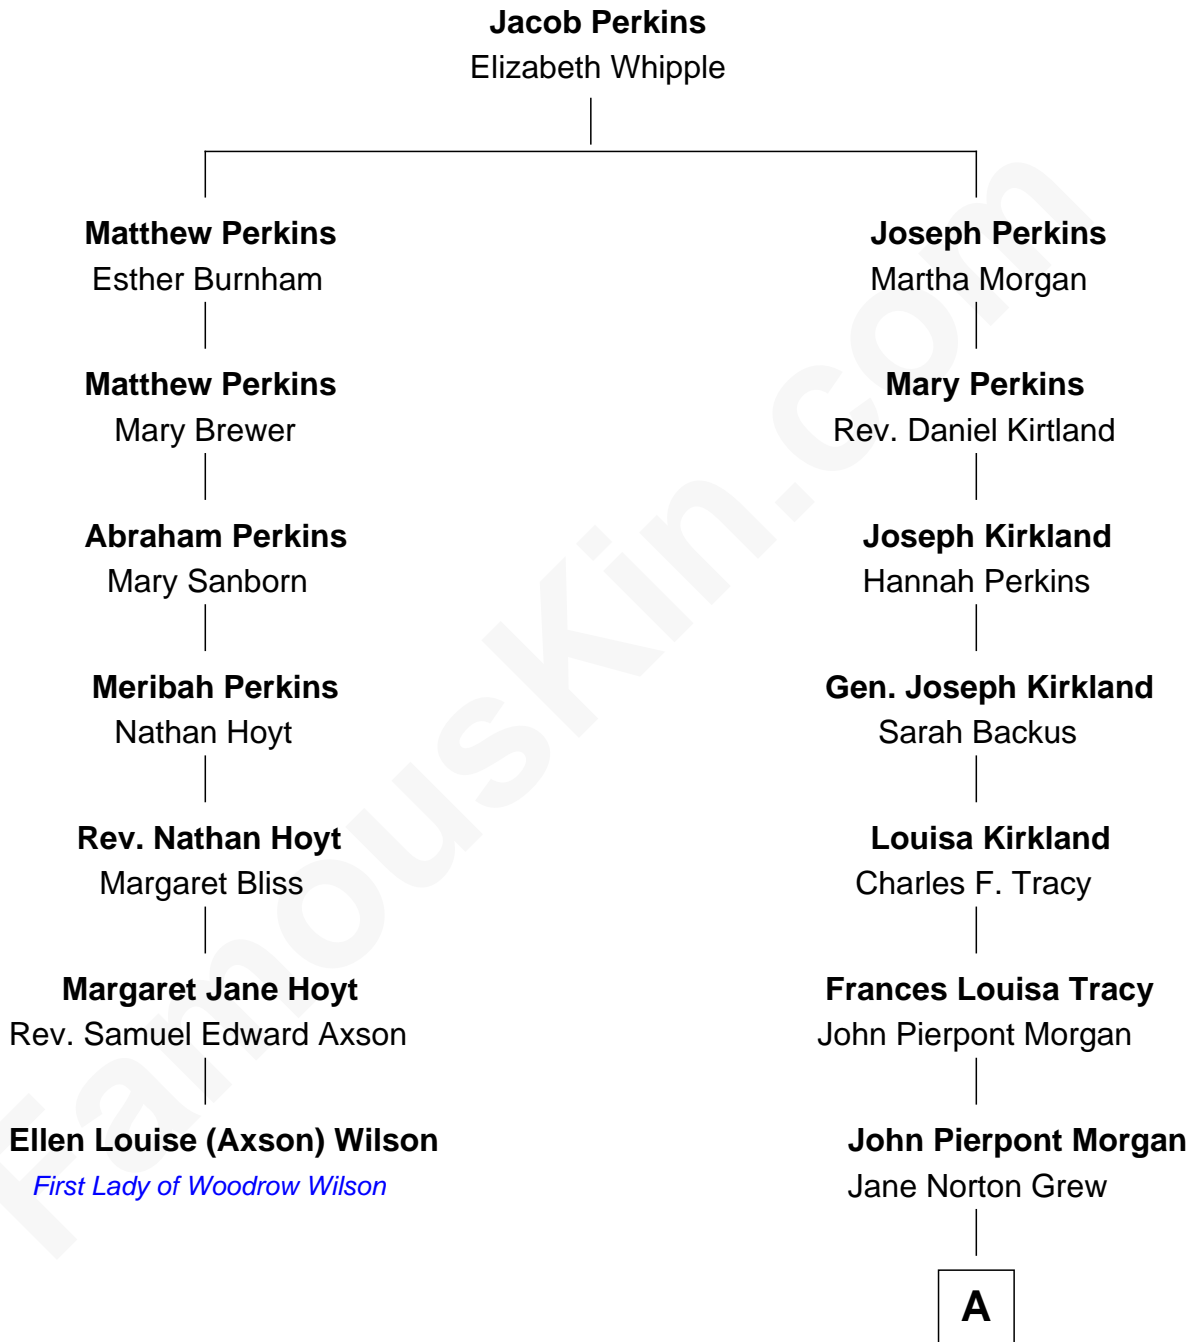 Jacob Perkins
Elizabeth Whipple
Matthew Perkins
Esther Burnham
Joseph Perkins
Martha Morgan
Matthew Perkins
Mary Brewer
Mary Perkins
Rev. Daniel Kirtland
Abraham Perkins
Mary Sanborn
Joseph Kirkland
Hannah Perkins
Meribah Perkins
Nathan Hoyt
Gen. Joseph Kirkland
Sarah Backus
Rev. Nathan Hoyt
Margaret Bliss
Louisa Kirkland
Charles F. Tracy
Margaret Jane Hoyt
Rev. Samuel Edward Axson
Frances Louisa Tracy
John Pierpont Morgan
Ellen Louise (Axson) Wilson
First Lady of Woodrow Wilson
John Pierpont Morgan
Jane Norton Grew
A
FamousKin.com